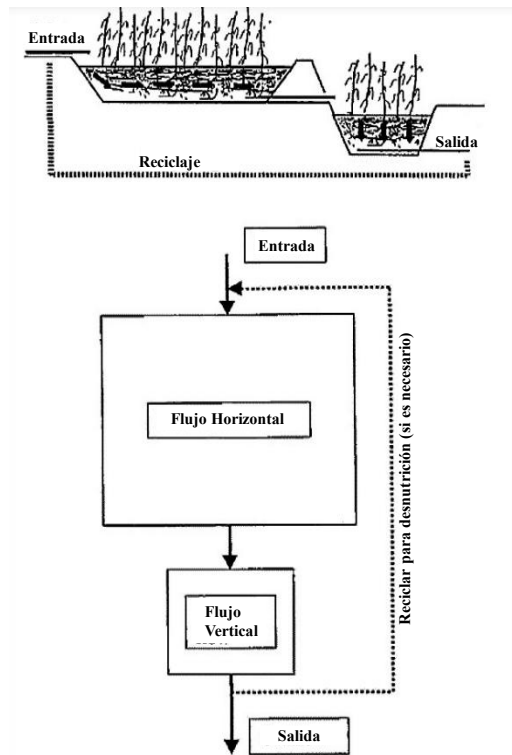 Entrada
Salida
Reciclaje
Entrada
Flujo Horizontal
Reciclar para desnutrición (si es necesario)
Flujo
Vertical
Salida